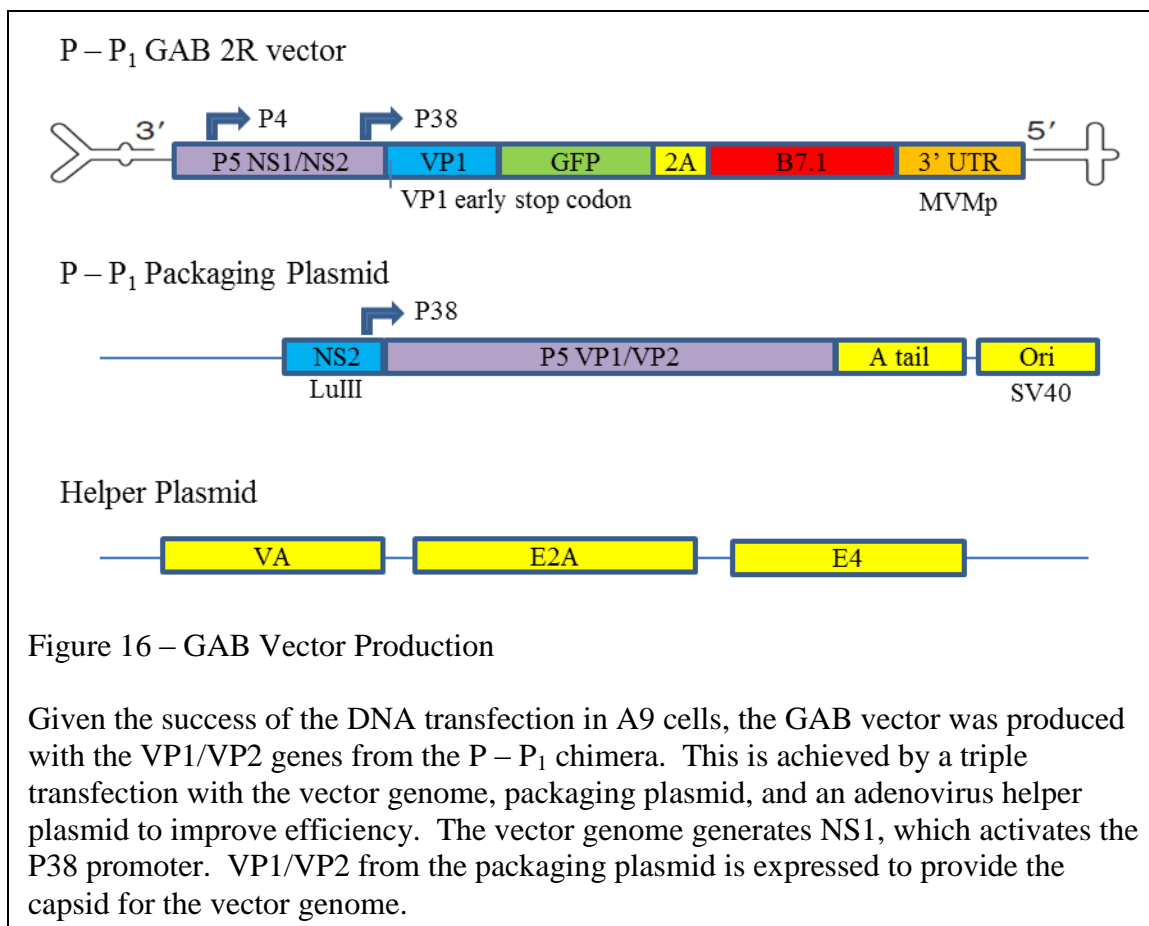 P – P1 GAB 2R vector
3' P4 P38 5'
P5 NS1/NS2 VP1 GFP 2A B7.1 3' UTR
VP1 early stop codon MVMp
P – P1 Packaging Plasmid
P38
NS2 P5 VP1/VP2 A tail Ori
LuIII SV40
Helper Plasmid
VA E2A E4
Figure 16 – GAB Vector Production
Given the success of the DNA transfection in A9 cells, the GAB vector was produced
with the VP1/VP2 genes from the P – P1 chimera. This is achieved by a triple
transfection with the vector genome, packaging plasmid, and an adenovirus helper
plasmid to improve efficiency. The vector genome generates NS1, which activates the
P38 promoter. VP1/VP2 from the packaging plasmid is expressed to provide the
capsid for the vector genome.